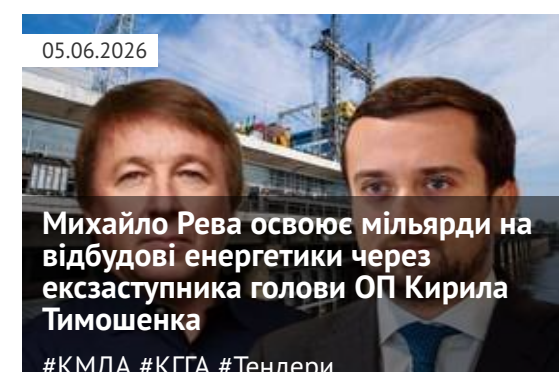 05.06.2026
Михайло Рева освоює мільярди на
відбудові енергетики через
ексзаступника голови ОП Кирила
Тимошенка
#КМДА #КГГА #Тендери